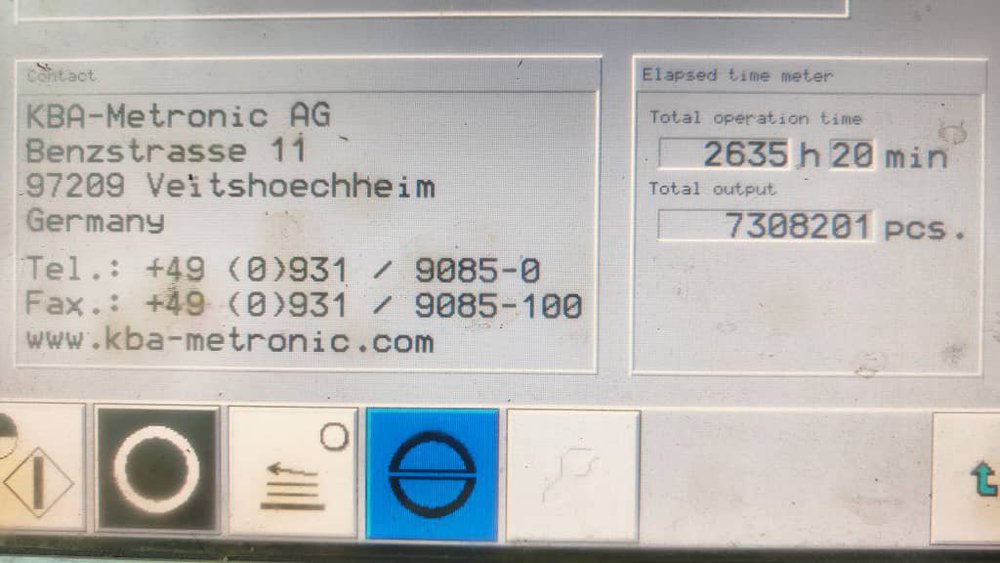 Contact
KBA-Metronic AG
Benzstrasse 11
97209 Veitshoechheim
Germany
Tel.: +49 (0)931 / 9085-0
Fax.: +49 (0)931 / 9085-100
www.kba-metronic.com
Elapsed time meter
Total operation time
2635 h 20 min
Total output
7308201 pcs.